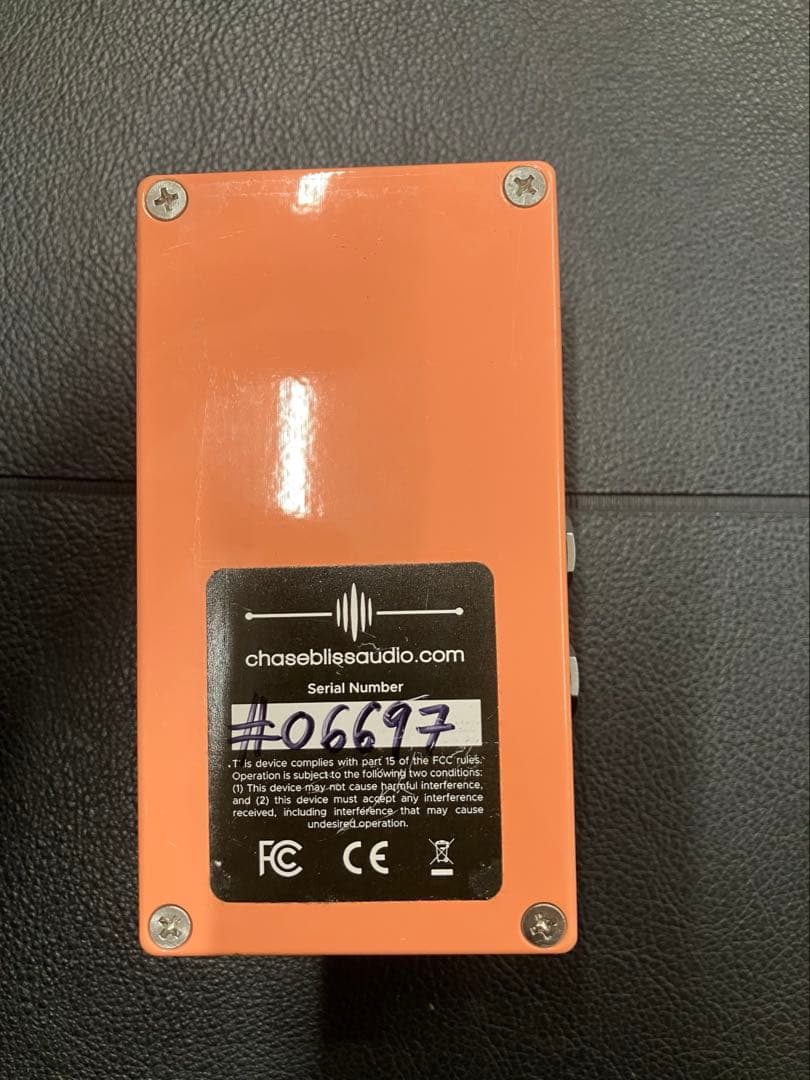 chaseblissaudio.com
Serial Number
#06697
This device complies with part 15 of the FCC rules.
Operation is subject to the following two conditions:
(1) This device may not cause harmful interference,
and (2) this device must accept any interference
received, including interference that may cause
undesired operation.
FC CE